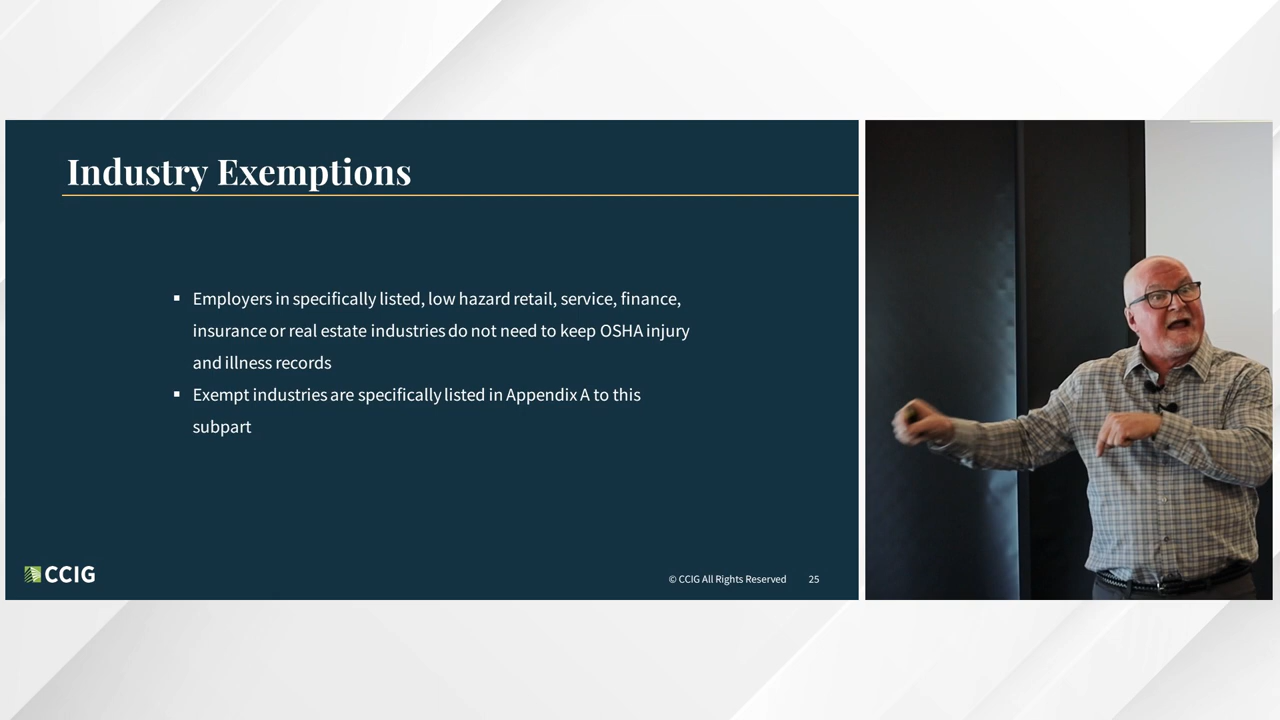 Industry Exemptions
▪ Employers in specifically listed, low hazard retail, service, finance,
insurance or real estate industries do not need to keep OSHA injury
and illness records
▪ Exempt industries are specifically listed in Appendix A to this
subpart
CCIG
© CCIG All Rights Reserved 25